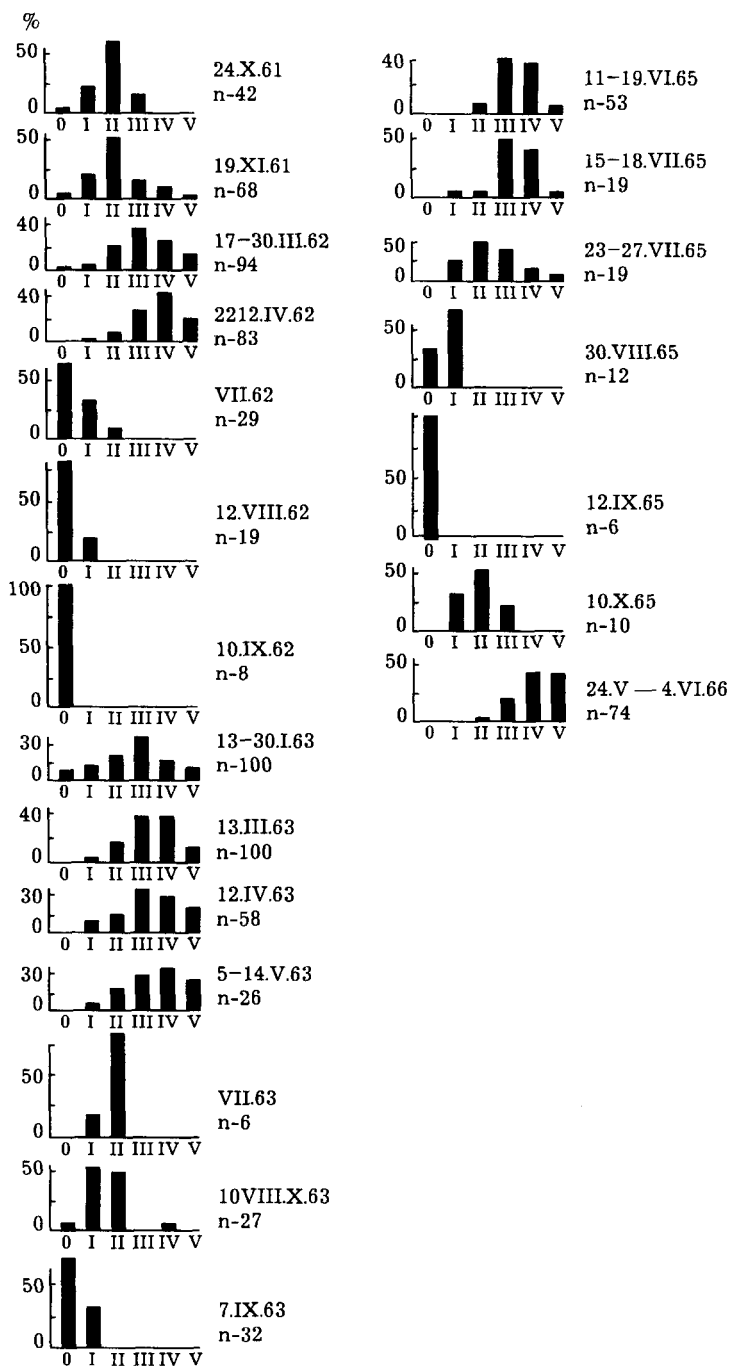 %
50
0
0 I II III IV V
24.X.61
n-42
50
0
0 I II III IV V
19.XI.61
n-68
40
0
0 I II III IV V
17-30.III.62
n-94
40
0
0 I II III IV V
2212.IV.62
n-83
50
0
0 I II III IV V
VII.62
n-29
50
0
0 I II III IV V
12.VIII.62
n-19
100
50
0
0 I II III IV V
10.IX.62
n-8
30
0
0 I II III IV V
13-30.I.63
n-100
40
0
0 I II III IV V
13.III.63
n-100
30
0
0 I II III IV V
12.IV.63
n-58
30
0
0 I II III IV V
5-14.V.63
n-26
50
0
0 I II III IV V
VII.63
n-6
50
0
0 I II III IV V
10VIII.X.63
n-27
50
0
0 I II III IV V
7.IX.63
n-32
40
0
0 I II III IV V
11-19.VI.65
n-53
50
0
0 I II III IV V
15-18.VII.65
n-19
50
0
0 I II III IV V
23-27.VII.65
n-19
50
0
0 I II III IV V
30.VIII.65
n-12
50
0
0 I II III IV V
12.IX.65
n-6
50
0
0 I II III IV V
10.X.65
n-10
50
0
0 I II III IV V
24.V — 4.VI.66
n-74